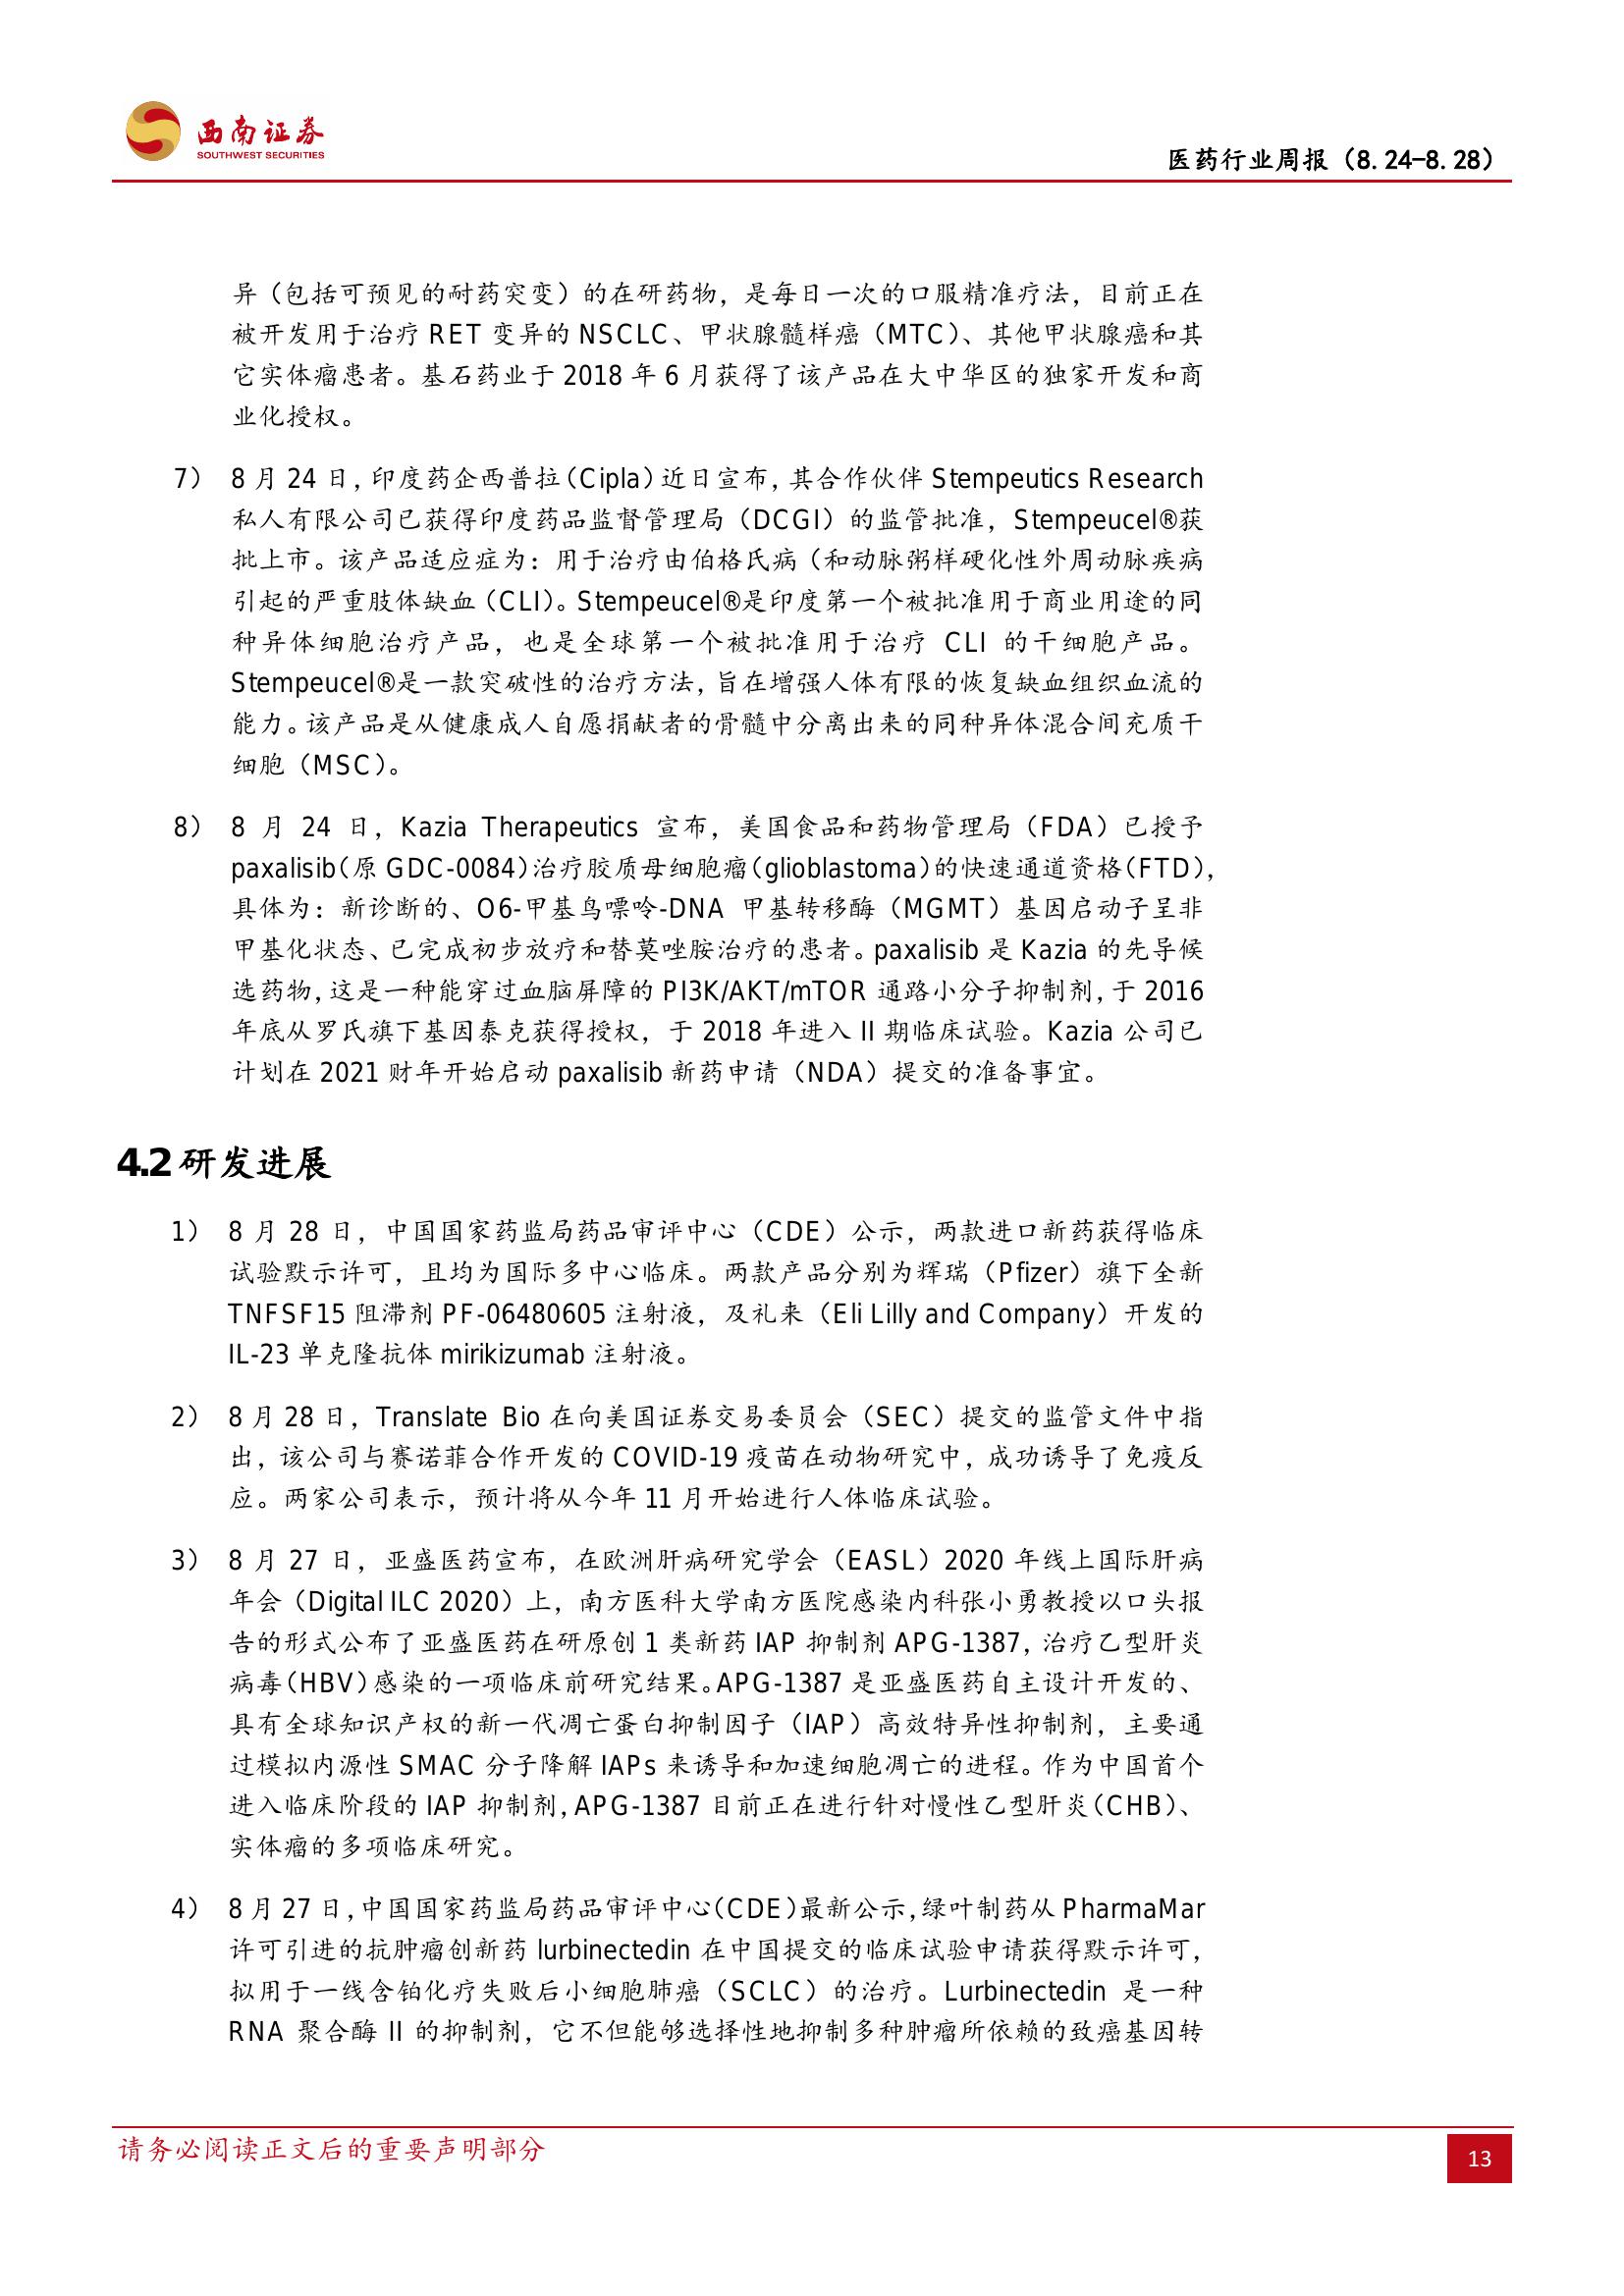 西南证券
SOUTHWEST SECURITIES
医药行业周报（8.24-8.28）
异（包括可预见的耐药突变）的在研药物，是每日一次的口服精准疗法，目前正在
被开发用于治疗 RET 变异的 NSCLC、甲状腺髓样癌（MTC）、其他甲状腺癌和其
它实体瘤患者。基石药业于 2018 年 6 月获得了该产品在大中华区的独家开发和商
业化授权。
7） 8 月 24 日，印度药企西普拉（Cipla）近日宣布，其合作伙伴 Stempeutics Research
私人有限公司已获得印度药品监督管理局（DCGI）的监管批准，Stempeucel®获
批上市。该产品适应症为：用于治疗由伯格氏病（和动脉粥样硬化性外周动脉疾病
引起的严重肢体缺血（CLI）。Stempeucel®是印度第一个被批准用于商业用途的同
种异体细胞治疗产品，也是全球第一个被批准用于治疗 CLI 的干细胞产品。
Stempeucel®是一款突破性的治疗方法，旨在增强人体有限的恢复缺血组织血流的
能力。该产品是从健康成人自愿捐献者的骨髓中分离出来的同种异体混合间充质干
细胞（MSC）。
8） 8 月 24 日，Kazia Therapeutics 宣布，美国食品和药物管理局（FDA）已授予
paxalisib（原 GDC-0084）治疗胶质母细胞瘤（glioblastoma）的快速通道资格（FTD），
具体为：新诊断的、O6-甲基鸟嘌呤-DNA 甲基转移酶（MGMT）基因启动子呈非
甲基化状态、已完成初步放疗和替莫唑胺治疗的患者。paxalisib 是 Kazia 的先导候
选药物，这是一种能穿过血脑屏障的 PI3K/AKT/mTOR 通路小分子抑制剂，于 2016
年底从罗氏旗下基因泰克获得授权，于 2018 年进入 II 期临床试验。Kazia 公司已
计划在 2021 财年开始启动 paxalisib 新药申请（NDA）提交的准备事宜。
4.2 研发进展
1） 8 月 28 日，中国国家药监局药品审评中心（CDE）公示，两款进口新药获得临床
试验默示许可，且均为国际多中心临床。两款产品分别为辉瑞（Pfizer）旗下全新
TNFSF15 阻滞剂 PF-06480605 注射液，及礼来（Eli Lilly and Company）开发的
IL-23 单克隆抗体 mirikizumab 注射液。
2） 8 月 28 日，Translate Bio 在向美国证券交易委员会（SEC）提交的监管文件中指
出，该公司与赛诺菲合作开发的 COVID-19 疫苗在动物研究中，成功诱导了免疫反
应。两家公司表示，预计将从今年 11 月开始进行人体临床试验。
3） 8 月 27 日，亚盛医药宣布，在欧洲肝病研究学会（EASL）2020 年线上国际肝病
年会（Digital ILC 2020）上，南方医科大学南方医院感染内科张小勇教授以口头报
告的形式公布了亚盛医药在研原创 1 类新药 IAP 抑制剂 APG-1387，治疗乙型肝炎
病毒（HBV）感染的一项临床前研究结果。APG-1387 是亚盛医药自主设计开发的、
具有全球知识产权的新一代凋亡蛋白抑制因子（IAP）高效特异性抑制剂，主要通
过模拟内源性 SMAC 分子降解 IAPs 来诱导和加速细胞凋亡的进程。作为中国首个
进入临床阶段的 IAP 抑制剂，APG-1387 目前正在进行针对慢性乙型肝炎（CHB）、
实体瘤的多项临床研究。
4） 8 月 27 日，中国国家药监局药品审评中心（CDE）最新公示，绿叶制药从 PharmaMar
许可引进的抗肿瘤创新药 lurbinectedin 在中国提交的临床试验申请获得默示许可，
拟用于一线含铂化疗失败后小细胞肺癌（SCLC）的治疗。Lurbinectedin 是一种
RNA 聚合酶 II 的抑制剂，它不但能够选择性地抑制多种肿瘤所依赖的致癌基因转
请务必阅读正文后的重要声明部分
13